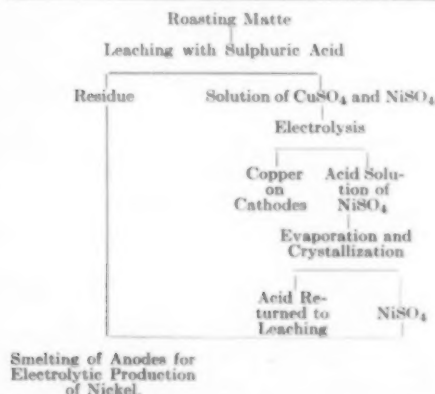 Roasting Matte
Leaching with Sulphuric Acid
Residue
Solution of CuSO₄ and NiSO₄
Electrolysis
Copper
on
Cathodes
Acid Solu-
tion of
NiSO₄
Evaporation and
Crystallization
Acid Re-
turned to
Leaching
NiSO₄
Smelting of Anodes for
Electrolytic Production
of Nickel.